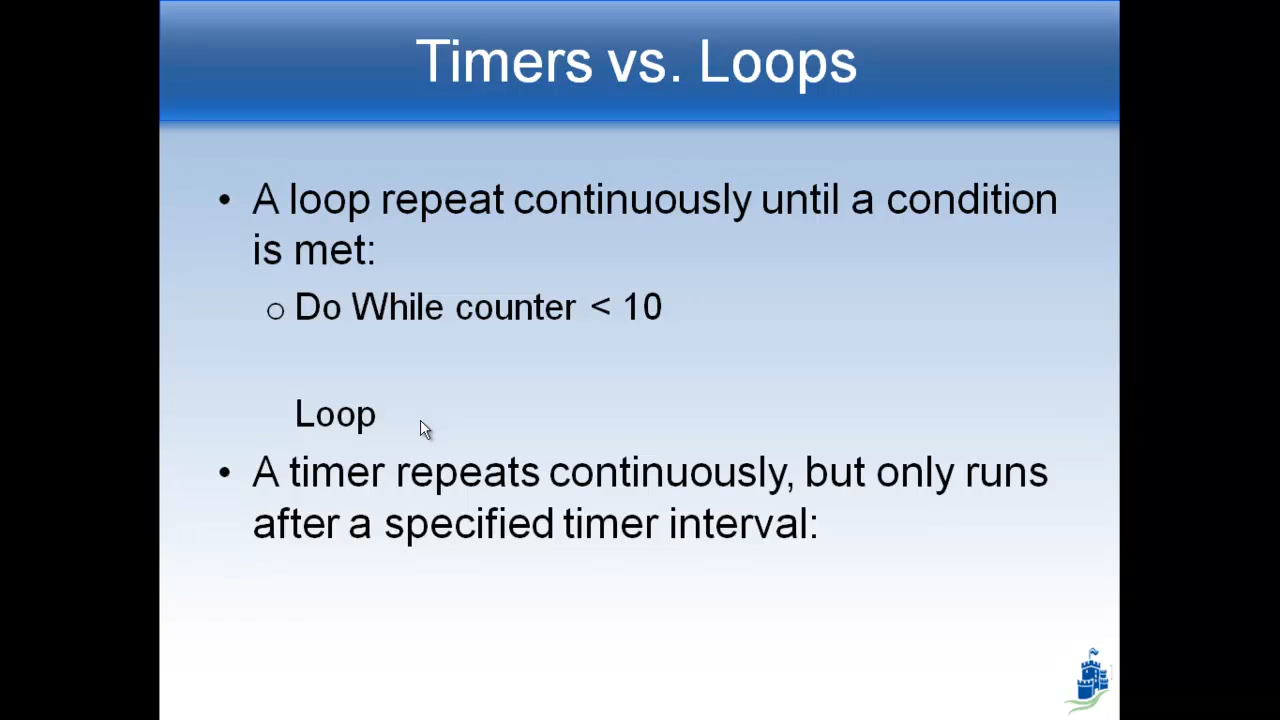 Timers vs. Loops
• A loop repeat continuously until a condition
is met:
o Do While counter < 10
Loop
• A timer repeats continuously, but only runs
after a specified timer interval: